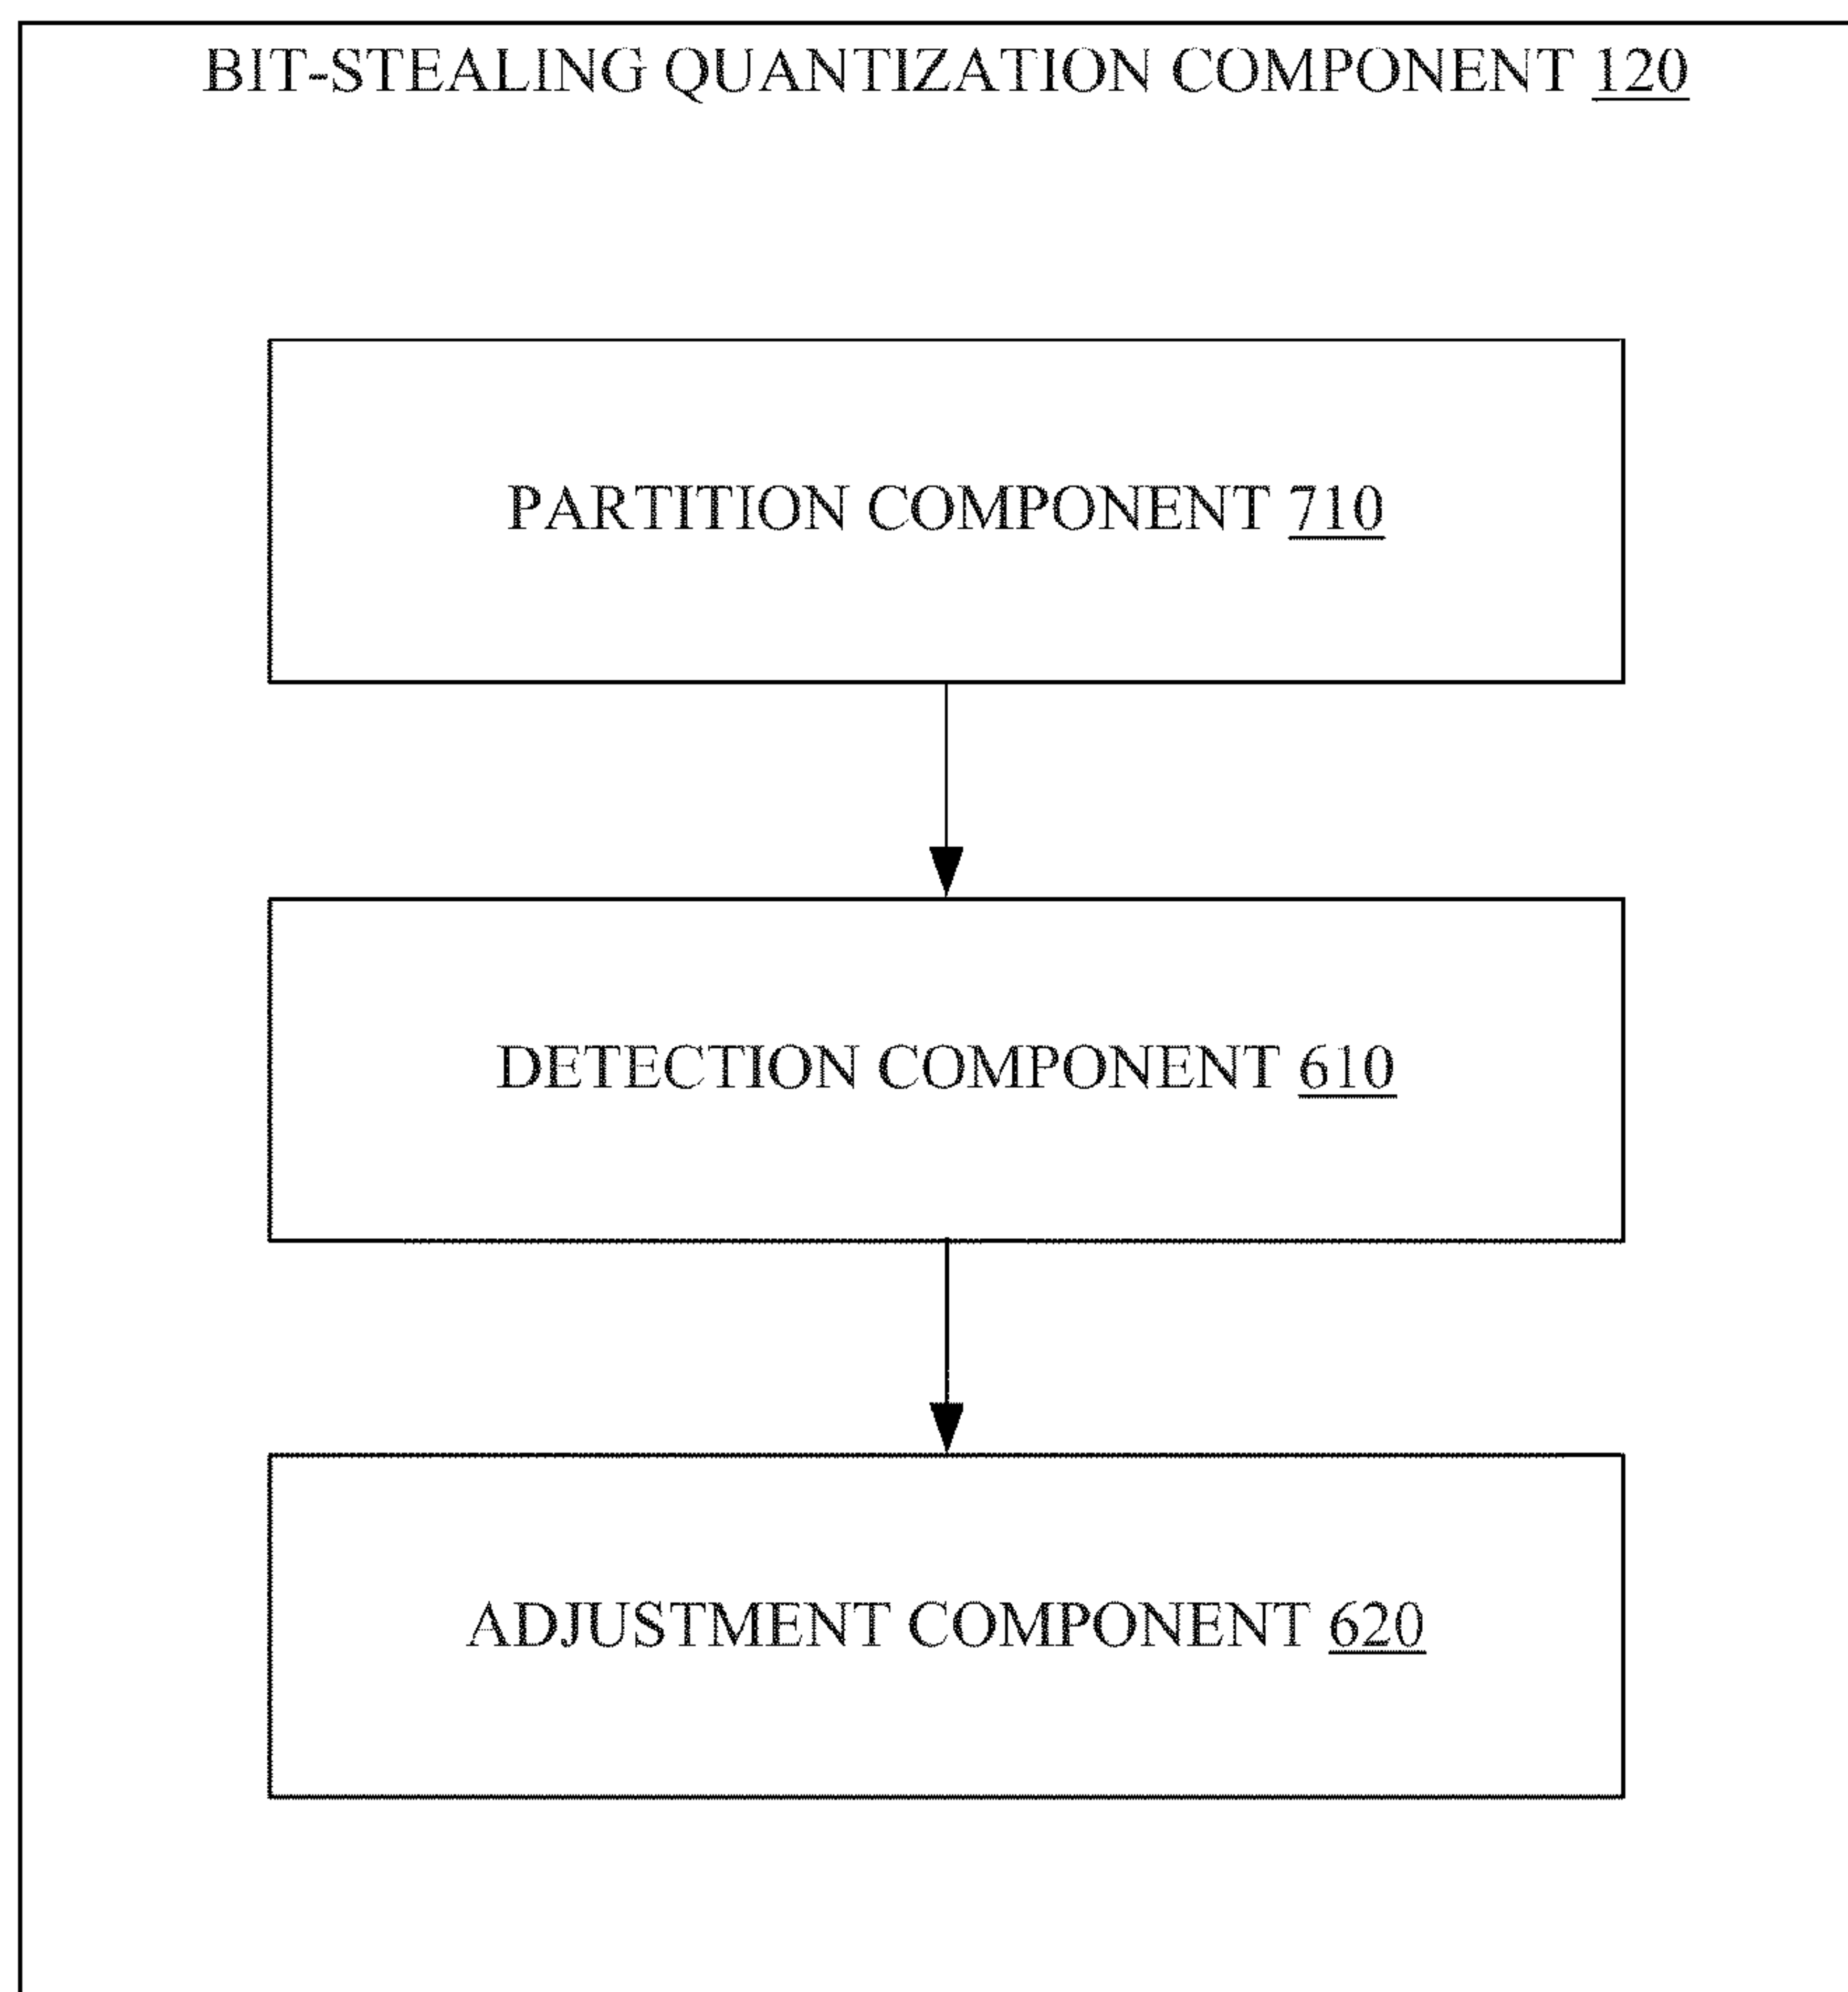 BIT-STEALING QUANTIZATION COMPONENT 120
PARTITION COMPONENT 710
DETECTION COMPONENT 610
ADJUSTMENT COMPONENT 620